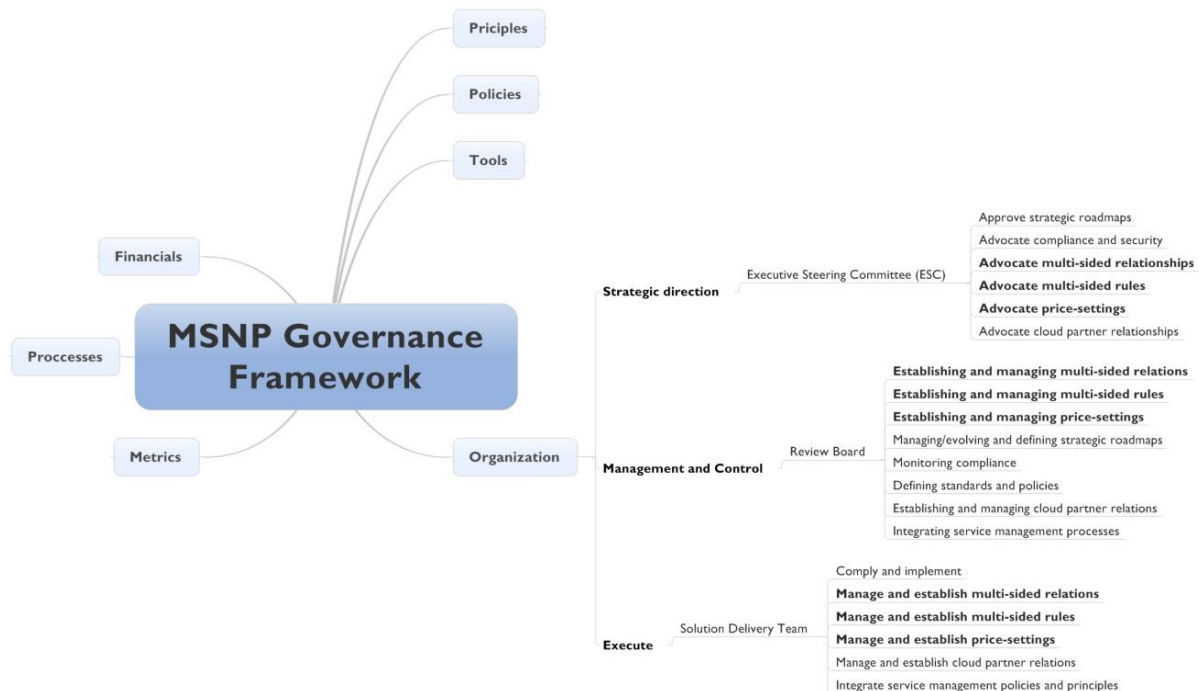 Priciples
Policies
Tools
Financials
MSNP Governance
Framework
Proccesses
Metrics
Organization
Strategic direction
Executive Steering Committee (ESC)
Approve strategic roadmaps
Advocate compliance and security
Advocate multi-sided relationships
Advocate multi-sided rules
Advocate price-settings
Advocate cloud partner relationships
Management and Control
Review Board
Establishing and managing multi-sided relations
Establishing and managing multi-sided rules
Establishing and managing price-settings
Managing/evolving and defining strategic roadmaps
Monitoring compliance
Defining standards and policies
Establishing and managing cloud partner relations
Integrating service management processes
Execute
Solution Delivery Team
Comply and implement
Manage and establish multi-sided relations
Manage and establish multi-sided rules
Manage and establish price-settings
Manage and establish cloud partner relations
Integrate service management policies and principles